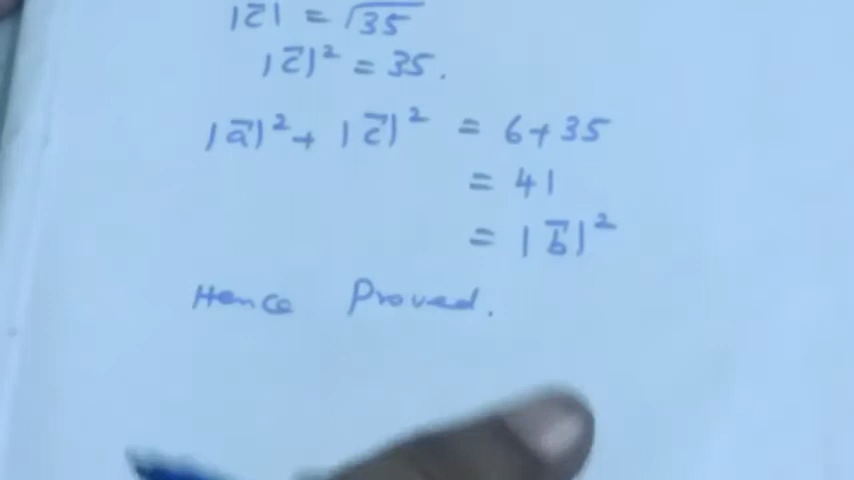 |c̄| = √35
|c̄|² = 35.
|ā|² + |c̄|² = 6+35
= 41
= |b̄|²
Hence Proved.